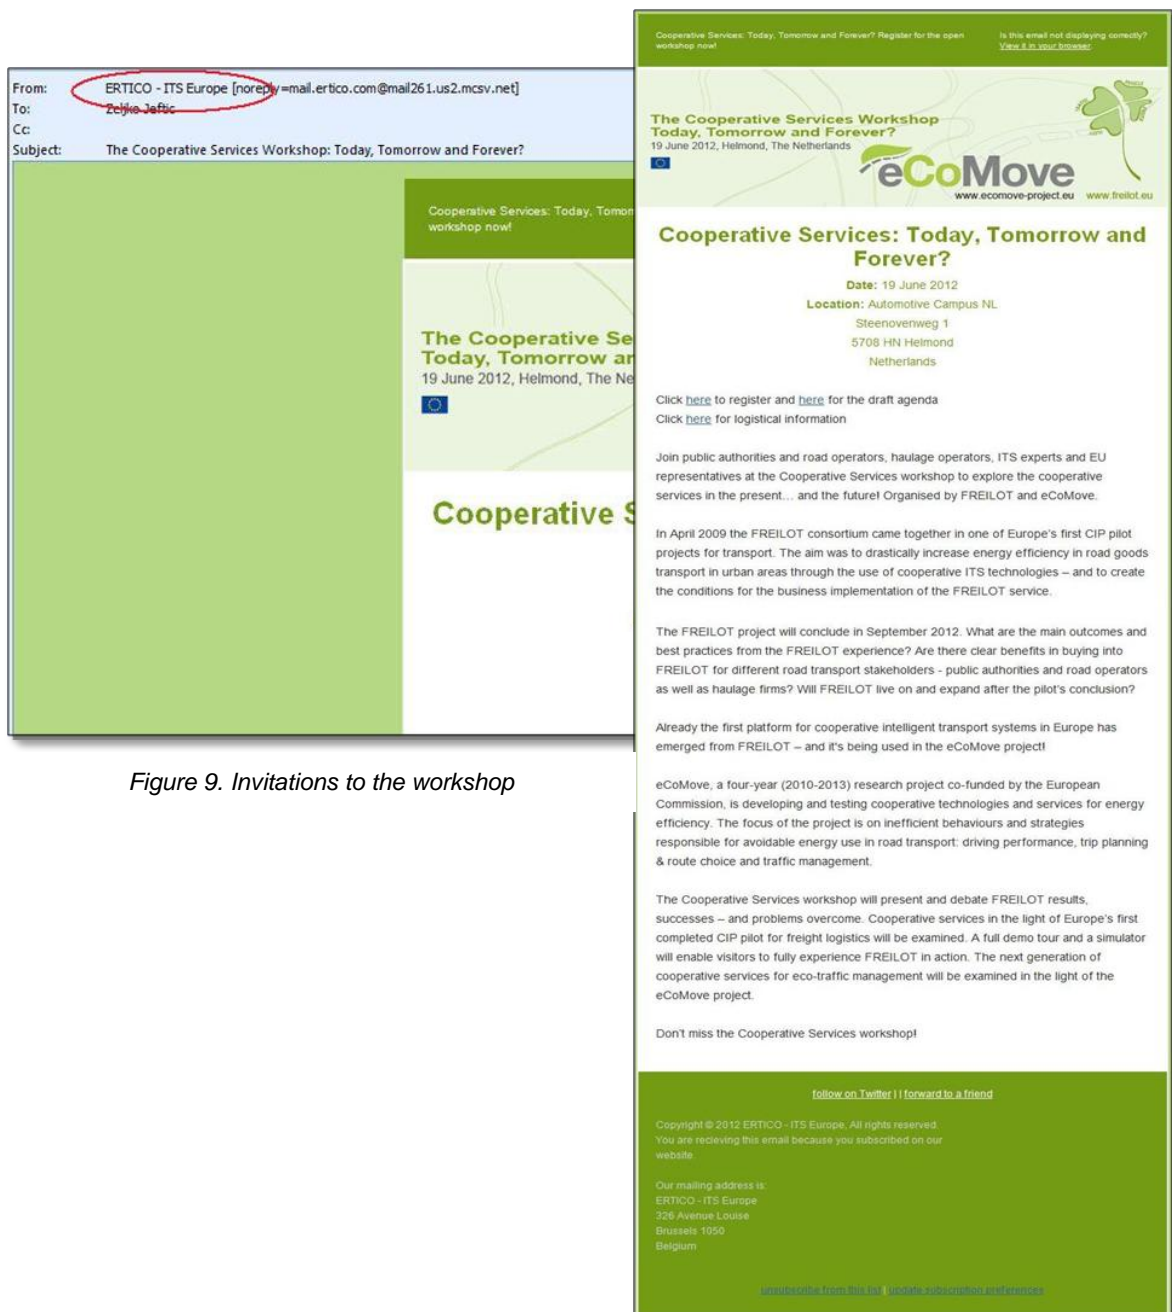 From: ERTICO - ITS Europe [noreply=mail.ertico.com@mail261.us2.mcsv.net]
To: Zeljko Jeftic
Cc:
Subject: The Cooperative Services Workshop: Today, Tomorrow and Forever?
Cooperative Services: Today, Tomor
workshop now!
The Cooperative Se
Today, Tomorrow ar
19 June 2012, Helmond, The Ne
Cooperative S
Figure 9. Invitations to the workshop
Cooperative Services: Today, Tomorrow and Forever? Register for the open
workshop now!
Is this email not displaying correctly?
View it in your browser.
The Cooperative Services Workshop
Today, Tomorrow and Forever?
19 June 2012, Helmond, The Netherlands
eCoMove
www.ecomove-project.eu
www.freilot.eu
Cooperative Services: Today, Tomorrow and
Forever?
Date: 19 June 2012
Location: Automotive Campus NL
Steenovenweg 1
5708 HN Helmond
Netherlands
Click here to register and here for the draft agenda
Click here for logistical information
Join public authorities and road operators, haulage operators, ITS experts and EU
representatives at the Cooperative Services workshop to explore the cooperative
services in the present… and the future! Organised by FREILOT and eCoMove.
In April 2009 the FREILOT consortium came together in one of Europe's first CIP pilot
projects for transport. The aim was to drastically increase energy efficiency in road goods
transport in urban areas through the use of cooperative ITS technologies – and to create
the conditions for the business implementation of the FREILOT service.
The FREILOT project will conclude in September 2012. What are the main outcomes and
best practices from the FREILOT experience? Are there clear benefits in buying into
FREILOT for different road transport stakeholders - public authorities and road operators
as well as haulage firms? Will FREILOT live on and expand after the pilot's conclusion?
Already the first platform for cooperative intelligent transport systems in Europe has
emerged from FREILOT – and it's being used in the eCoMove project!
eCoMove, a four-year (2010-2013) research project co-funded by the European
Commission, is developing and testing cooperative technologies and services for energy
efficiency. The focus of the project is on inefficient behaviours and strategies
responsible for avoidable energy use in road transport: driving performance, trip planning
& route choice and traffic management.
The Cooperative Services workshop will present and debate FREILOT results,
successes – and problems overcome. Cooperative services in the light of Europe's first
completed CIP pilot for freight logistics will be examined. A full demo tour and a simulator
will enable visitors to fully experience FREILOT in action. The next generation of
cooperative services for eco-traffic management will be examined in the light of the
eCoMove project.
Don't miss the Cooperative Services workshop!
follow on Twitter | | forward to a friend
Copyright © 2012 ERTICO - ITS Europe, All rights reserved.
You are recieving this email because you subscribed on our
website.
Our mailing address is:
ERTICO - ITS Europe
326 Avenue Louise
Brussels 1050
Belgium
unsubscribe from this list | update subscription preferences